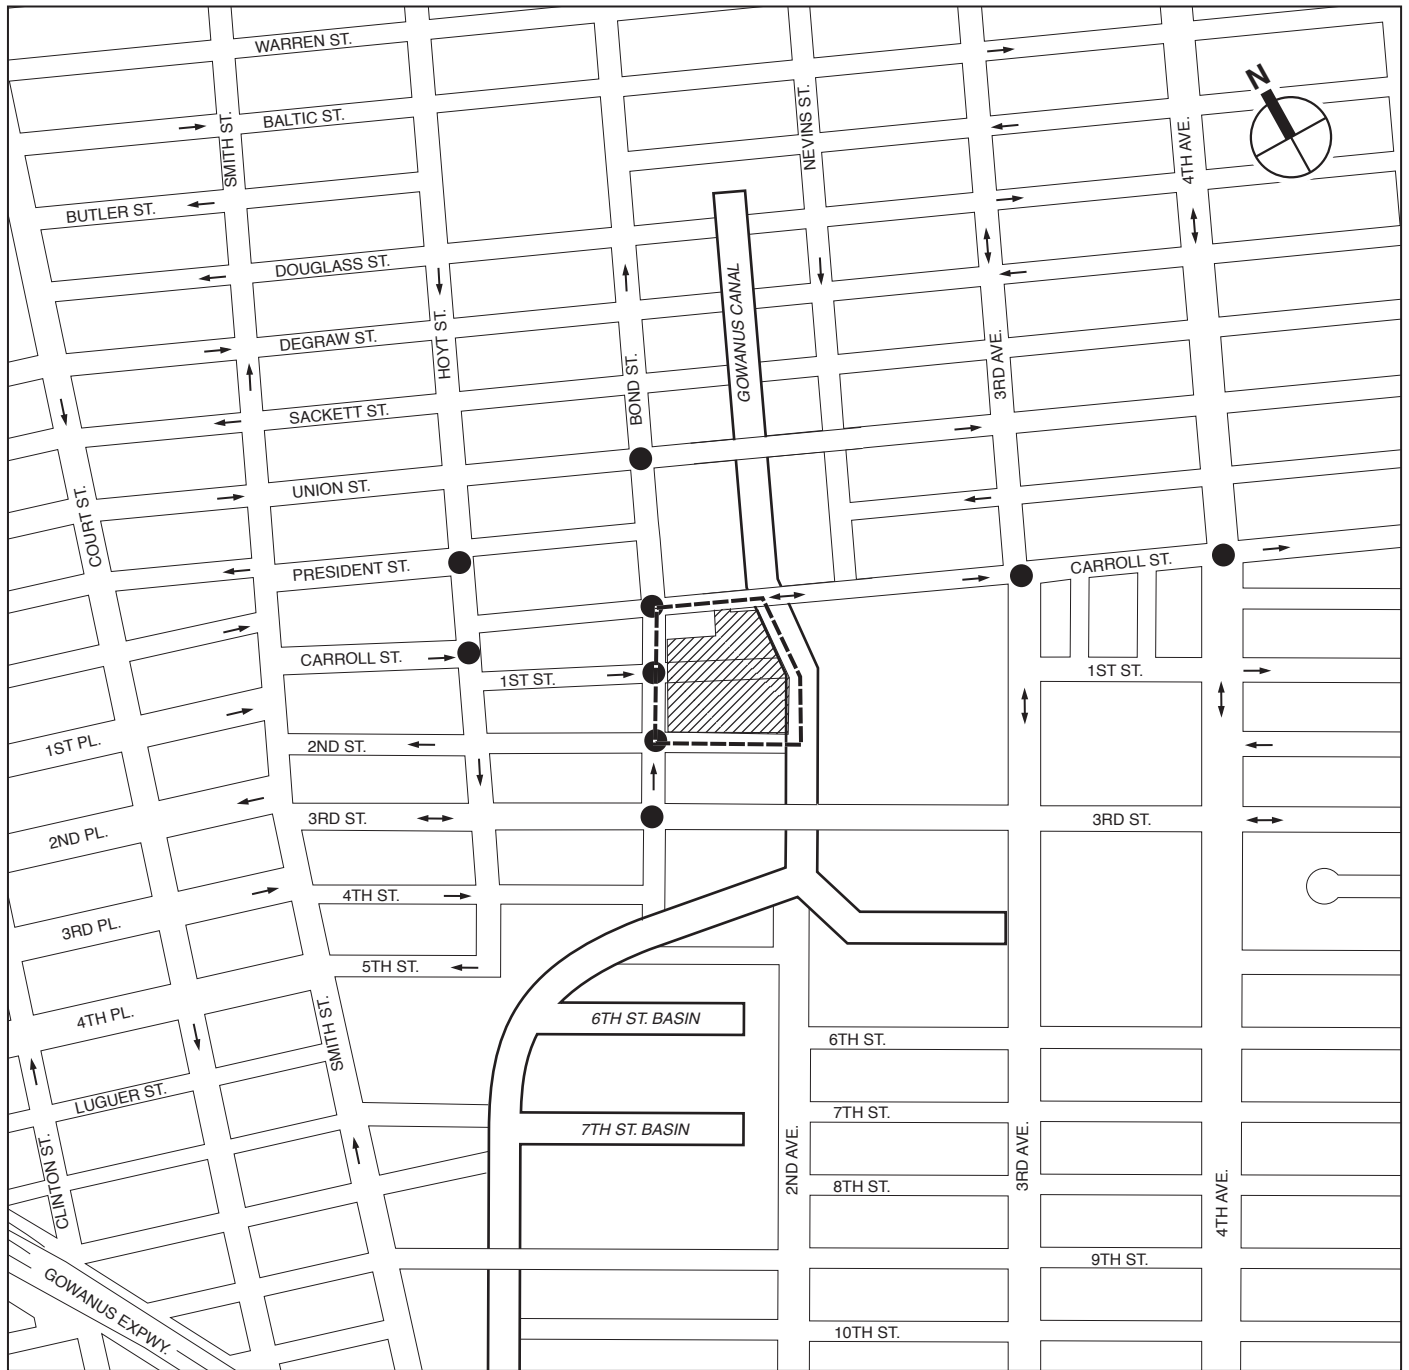 WARREN ST.
N
BALTIC ST.
SMITH ST.
NEVINS ST.
4TH AVE.
BUTLER ST.
DOUGLASS ST.
GOWANUS CANAL
HOYT ST.
DEGRAW ST.
3RD AVE.
BOND ST.
SACKETT ST.
UNION ST.
COURT ST.
PRESIDENT ST.
CARROLL ST.
CARROLL ST.
1ST ST.
1ST ST.
1ST PL.
2ND ST.
2ND PL.
3RD ST.
3RD ST.
4TH ST.
3RD PL.
5TH ST.
4TH PL.
SMITH ST.
6TH ST. BASIN
6TH ST.
LUGUER ST.
7TH ST. BASIN
7TH ST.
CLINTON ST.
2ND AVE.
3RD AVE.
4TH AVE.
8TH ST.
9TH ST.
GOWANUS EXPWY.
10TH ST.